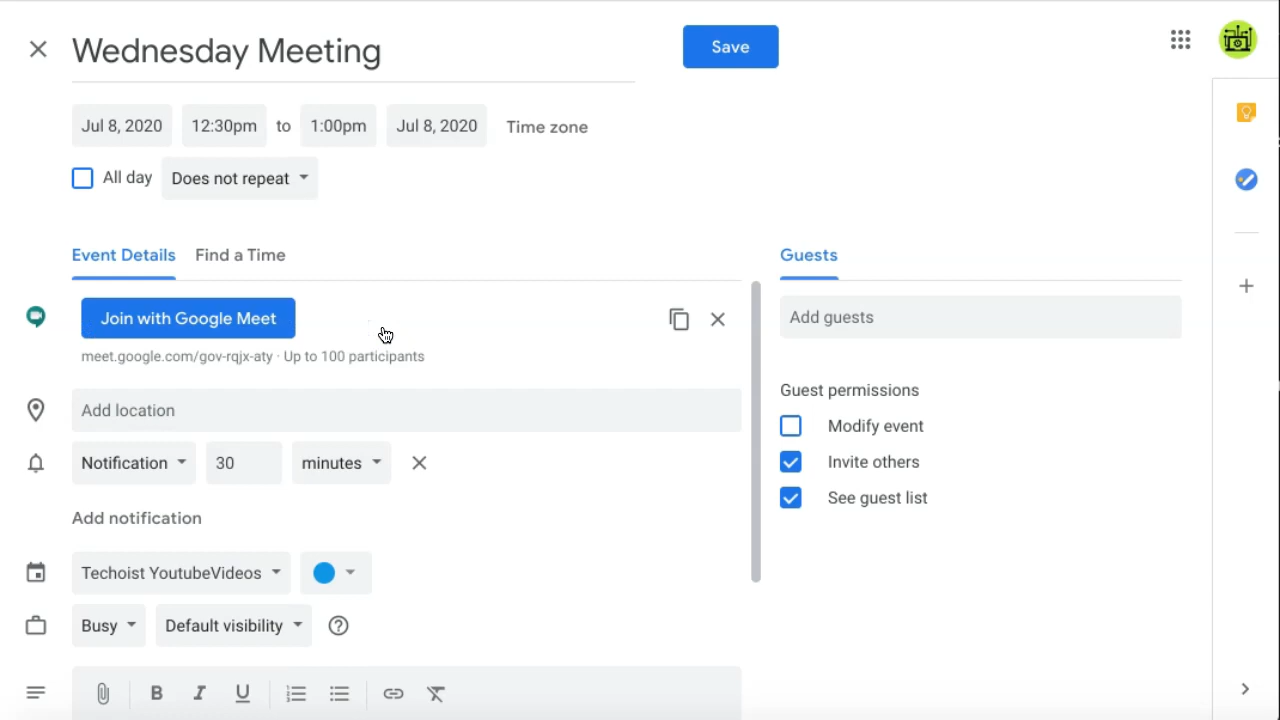 Wednesday Meeting
Save
Jul 8, 2020 12:30pm to 1:00pm Jul 8, 2020 Time zone
All day Does not repeat
Event Details Find a Time
Guests
Join with Google Meet
Add guests
meet.google.com/gov-rqjx-aty · Up to 100 participants
Guest permissions
Add location
Modify event
Notification 30 minutes
Invite others
See guest list
Add notification
Techoist YoutubeVideos
Busy Default visibility
B I U